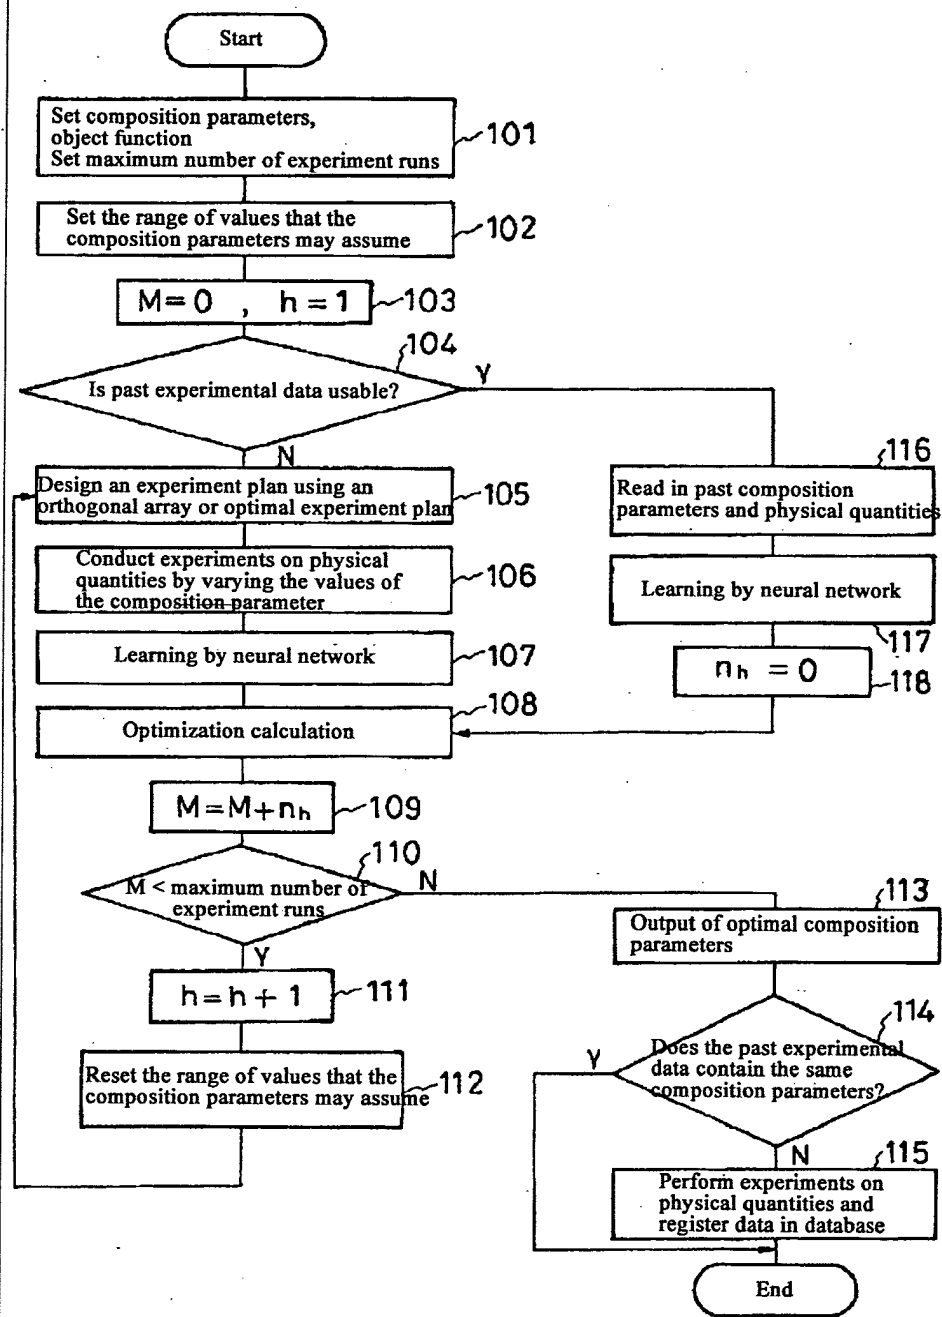 Start
Set composition parameters,
object function
Set maximum number of experiment runs
101
Set the range of values that the
composition parameters may assume
102
M=0 , h=1
103
104
Is past experimental data usable?
Y
N
116
Read in past composition
parameters and physical quantities
Design an experiment plan using an
orthogonal array or optimal experiment plan
105
Conduct experiments on physical
quantities by varying the values of
the composition parameter
106
Learning by neural network
117
Learning by neural network
107
nh = 0
118
108
Optimization calculation
M=M+nh
109
110
M < maximum number of
experiment runs
N
Y
113
Output of optimal composition
parameters
h=h+1
111
114
Does the past experimental
data contain the same
composition parameters?
Y
N
Reset the range of values that the
composition parameters may assume
112
115
Perform experiments on
physical quantities and
register data in database
End